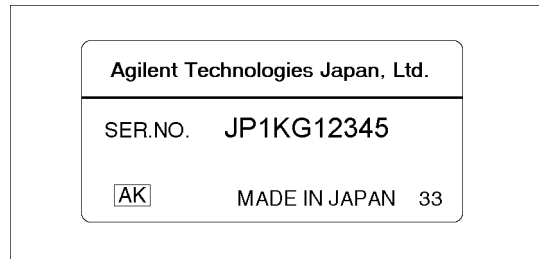 Agilent Technologies Japan, Ltd.
SER.NO. JP1KG12345
AK MADE IN JAPAN 33